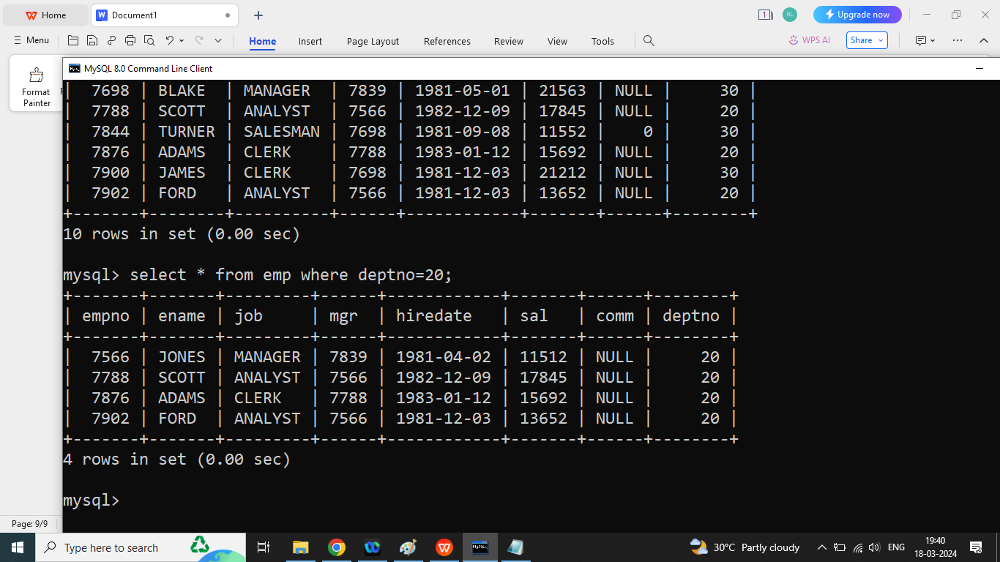 Home Document1
1 RL Upgrade now
Menu Home Insert Page Layout References Review View Tools WPS AI Share
Format
Painter
MySQL 8.0 Command Line Client
| 7698 | BLAKE | MANAGER | 7839 | 1981-05-01 | 21563 | NULL | 30 |
| 7788 | SCOTT | ANALYST | 7566 | 1982-12-09 | 17845 | NULL | 20 |
| 7844 | TURNER | SALESMAN | 7698 | 1981-09-08 | 11552 | 0 | 30 |
| 7876 | ADAMS | CLERK | 7788 | 1983-01-12 | 15692 | NULL | 20 |
| 7900 | JAMES | CLERK | 7698 | 1981-12-03 | 21212 | NULL | 30 |
| 7902 | FORD | ANALYST | 7566 | 1981-12-03 | 13652 | NULL | 20 |
+-------+--------+----------+------+------------+-------+------+--------+
10 rows in set (0.00 sec)
mysql> select * from emp where deptno=20;
+-------+-------+---------+------+------------+-------+------+--------+
| empno | ename | job | mgr | hiredate | sal | comm | deptno |
+-------+-------+---------+------+------------+-------+------+--------+
| 7566 | JONES | MANAGER | 7839 | 1981-04-02 | 11512 | NULL | 20 |
| 7788 | SCOTT | ANALYST | 7566 | 1982-12-09 | 17845 | NULL | 20 |
| 7876 | ADAMS | CLERK | 7788 | 1983-01-12 | 15692 | NULL | 20 |
| 7902 | FORD | ANALYST | 7566 | 1981-12-03 | 13652 | NULL | 20 |
+-------+-------+---------+------+------------+-------+------+--------+
4 rows in set (0.00 sec)
mysql>
Page: 9/9
Type here to search
30°C Partly cloudy ENG
19:40
18-03-2024